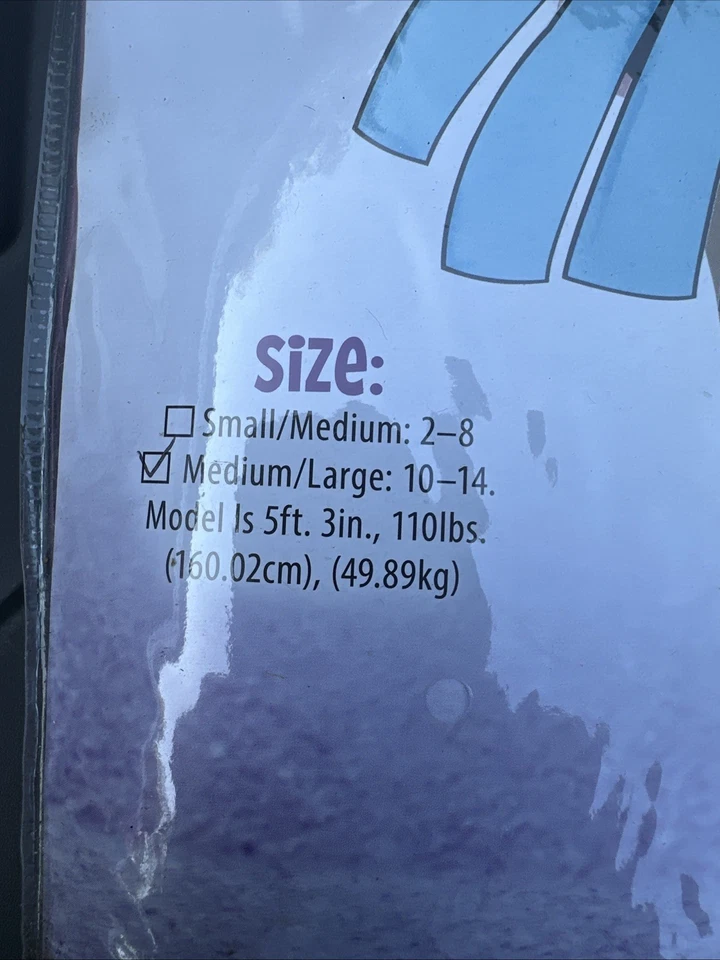 Size:
☐ Small/Medium: 2–8
☑ Medium/Large: 10–14.
Model Is 5ft. 3in., 110lbs.
(160.02cm), (49.89kg)